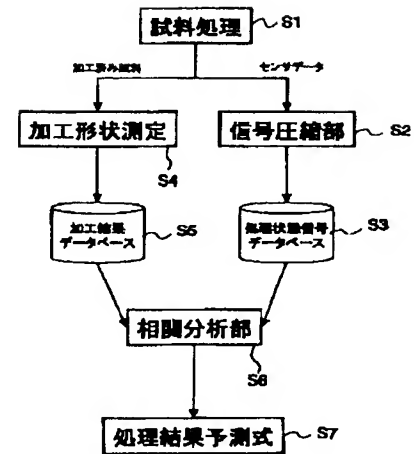 試料処理 S1
加工済み試料 センサデータ
加工形状測定 信号圧縮部 S2
S4
加工結果
データベース S5
処理状態信号
データベース S3
相関分析部
S6
処理結果予測式 S7